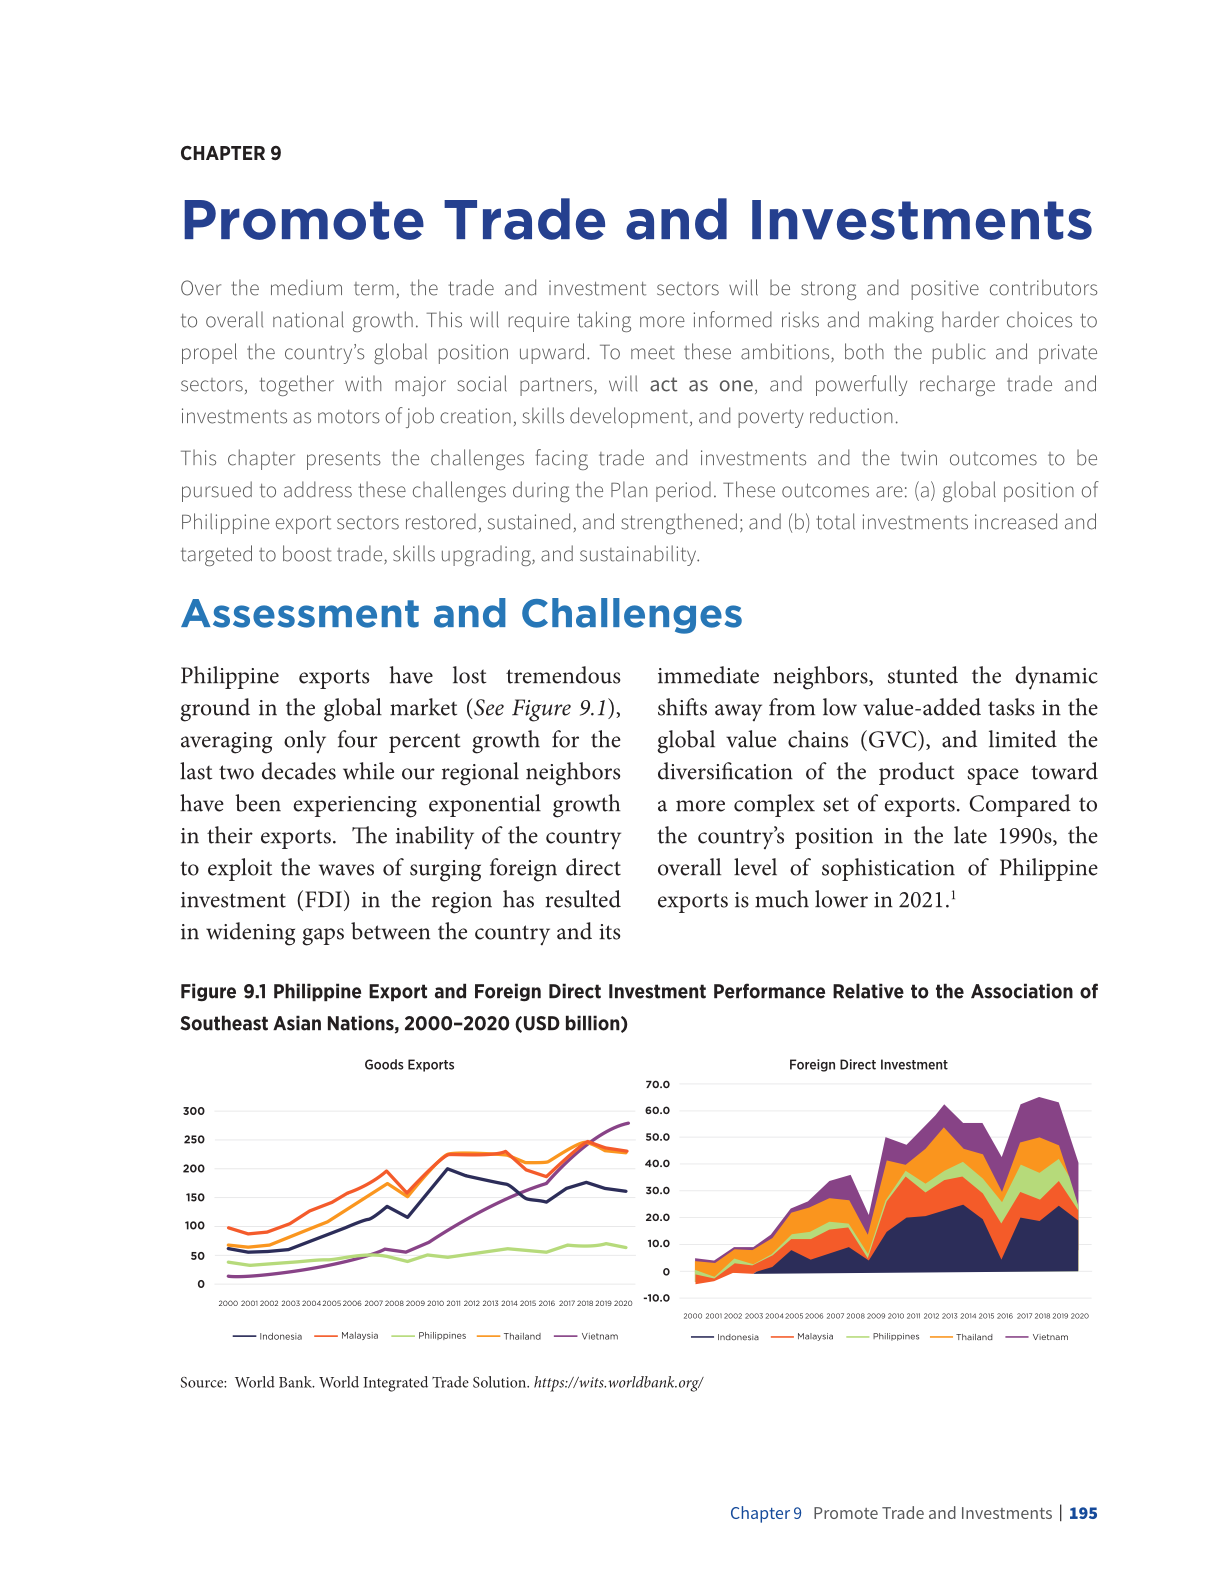 CHAPTER 9
Promote Trade and Investments
Over the medium term, the trade and investment sectors will be strong and positive contributors
to overall national growth. This will require taking more informed risks and making harder choices to
propel the country’s global position upward. To meet these ambitions, both the public and private
sectors, together with major social partners, will act as one, and powerfully recharge trade and
investments as motors of job creation, skills development, and poverty reduction.
This chapter presents the challenges facing trade and investments and the twin outcomes to be
pursued to address these challenges during the Plan period. These outcomes are: (a) global position of
Philippine export sectors restored, sustained, and strengthened; and (b) total investments increased and
targeted to boost trade, skills upgrading, and sustainability.
Assessment and Challenges
Philippine exports have lost tremendous
ground in the global market (See Figure 9.1),
averaging only four percent growth for the
last two decades while our regional neighbors
have been experiencing exponential growth
in their exports. The inability of the country
to exploit the waves of surging foreign direct
investment (FDI) in the region has resulted
in widening gaps between the country and its
immediate neighbors, stunted the dynamic
shifts away from low value-added tasks in the
global value chains (GVC), and limited the
diversification of the product space toward
a more complex set of exports. Compared to
the country’s position in the late 1990s, the
overall level of sophistication of Philippine
exports is much lower in 2021.1
Figure 9.1 Philippine Export and Foreign Direct Investment Performance Relative to the Association of
Southeast Asian Nations, 2000–2020 (USD billion)
Goods Exports
300
250
200
150
100
50
0
2000 2001 2002 2003 2004 2005 2006 2007 2008 2009 2010 2011 2012 2013 2014 2015 2016 2017 2018 2019 2020
Indonesia Malaysia Philippines Thailand Vietnam
Foreign Direct Investment
70.0
60.0
50.0
40.0
30.0
20.0
10.0
0
-10.0
2000 2001 2002 2003 2004 2005 2006 2007 2008 2009 2010 2011 2012 2013 2014 2015 2016 2017 2018 2019 2020
Indonesia Malaysia Philippines Thailand Vietnam
Source: World Bank. World Integrated Trade Solution. https://wits.worldbank.org/
Chapter 9 Promote Trade and Investments | 195